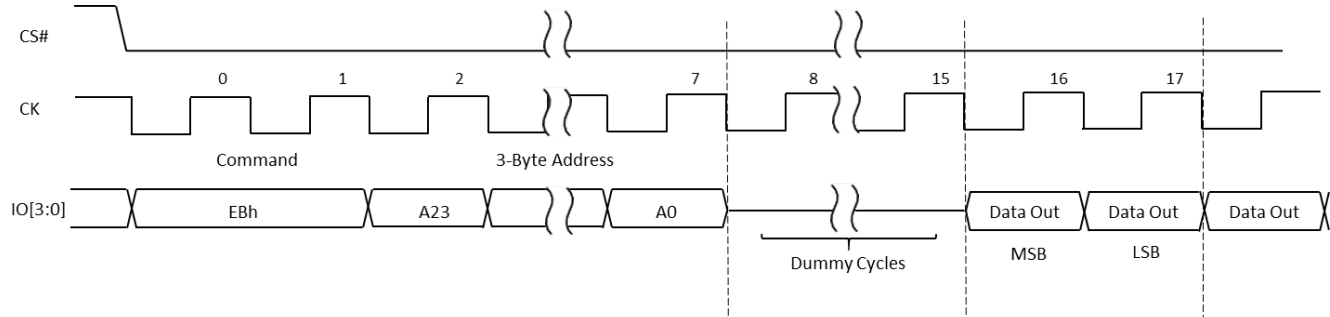 CS#
0 1 2 7 8 15 16 17
CK
Command 3-Byte Address
IO[3:0] EBh A23 A0 Data Out Data Out Data Out
MSB LSB
Dummy Cycles